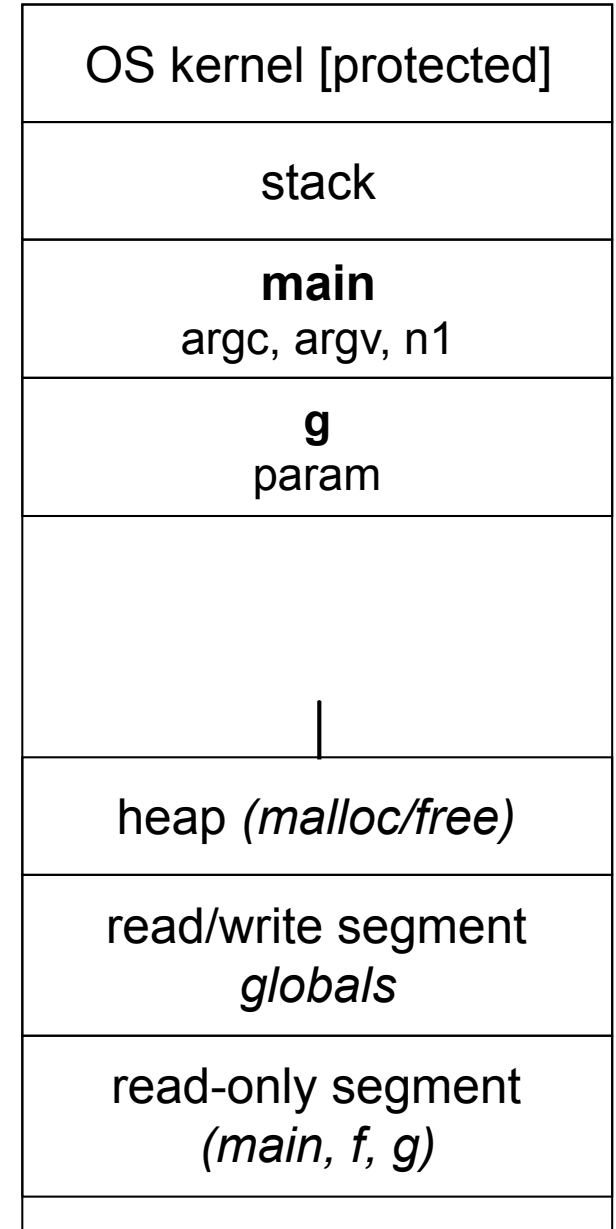 OS kernel [protected]
stack
main
argc, argv, n1
g
param
heap (malloc/free)
read/write segment
globals
read-only segment
(main, f, g)